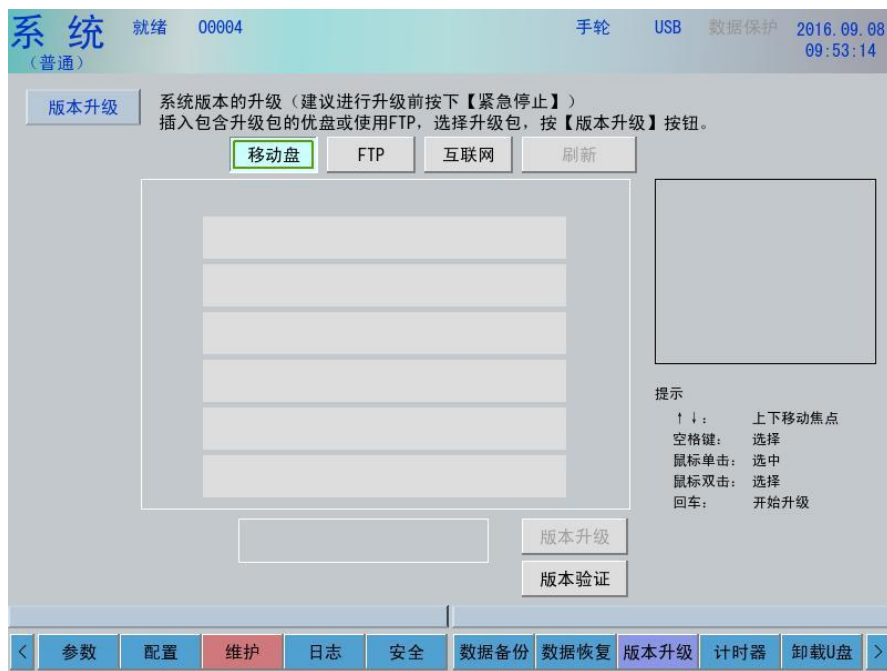 系 统
（普通）
就绪
O0004
手轮
USB
数据保护
2016.09.08
09:53:14
版本升级
系统版本的升级（建议进行升级前按下【紧急停止】）
插入包含升级包的优盘或使用FTP，选择升级包，按【版本升级】按钮。
移动盘
FTP
互联网
刷新
提示
↑↓： 上下移动焦点
空格键： 选择
鼠标单击： 选中
鼠标双击： 选择
回车： 开始升级
版本升级
版本验证
< 参数 配置 维护 日志 安全 数据备份 数据恢复 版本升级 计时器 卸载U盘 >